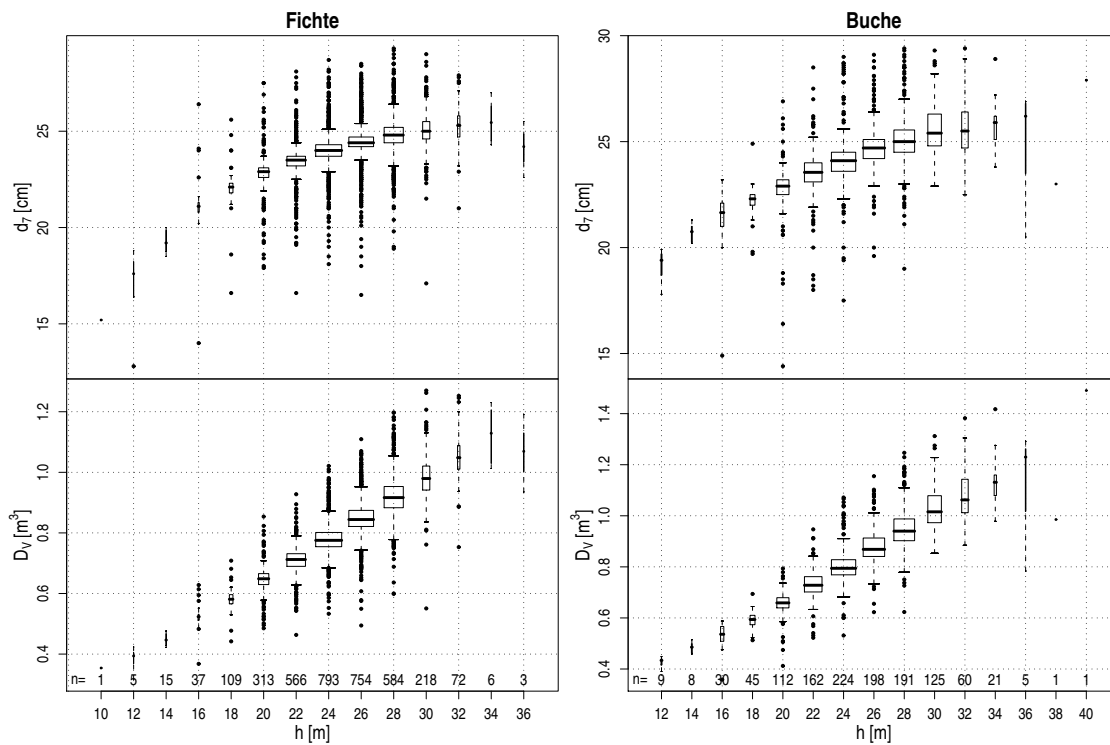 Fichte
Buche
d7 [cm]
25
20
15
d7 [cm]
30
25
20
15
DV [m³]
1.2
1.0
0.8
0.6
0.4
DV [m³]
1.4
1.2
1.0
0.8
0.6
0.4
n= 1 5 15 37 109 313 566 793 754 584 218 72 6 3
n= 9 8 30 45 112 162 224 198 191 125 60 21 5 1 1
10 12 14 16 18 20 22 24 26 28 30 32 34 36
12 14 16 18 20 22 24 26 28 30 32 34 36 38 40
h [m]
h [m]